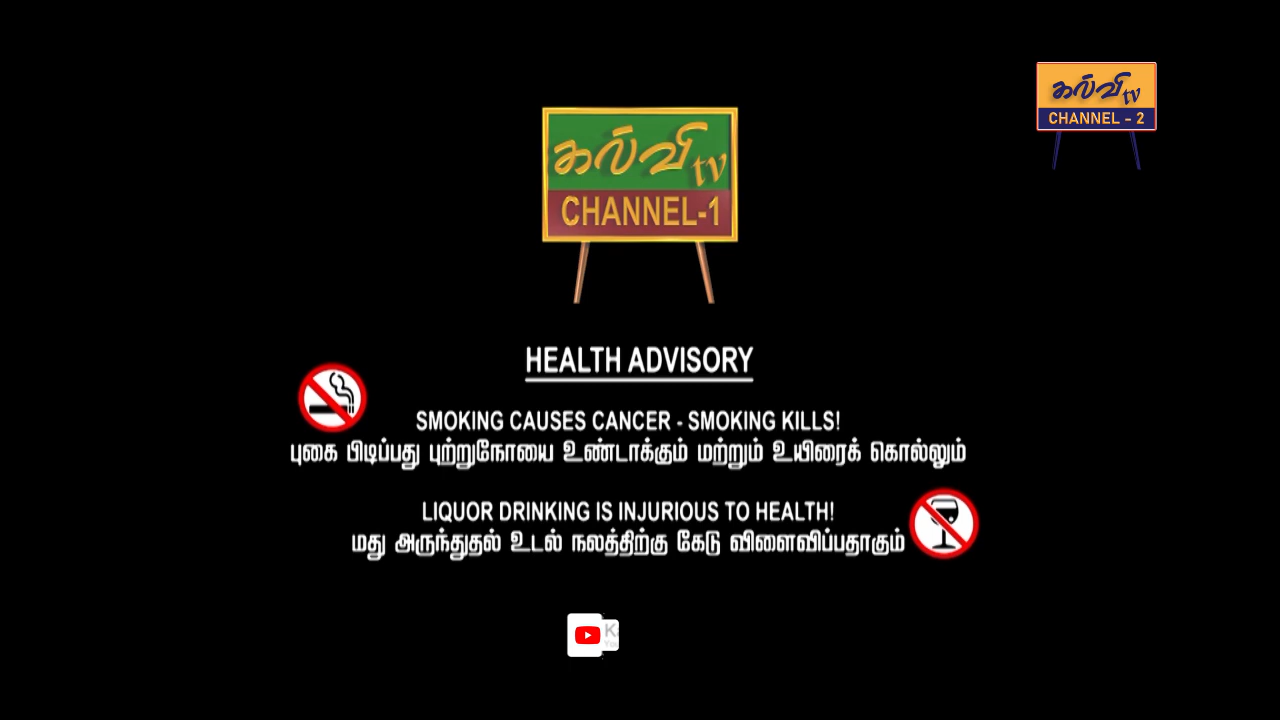 கல்வி tv
CHANNEL - 2
கல்வி tv
CHANNEL-1
HEALTH ADVISORY
SMOKING CAUSES CANCER - SMOKING KILLS!
புகை பிடிப்பது புற்றுநோயை உண்டாக்கும் மற்றும் உயிரைக் கொல்லும்
LIQUOR DRINKING IS INJURIOUS TO HEALTH!
மது அருந்துதல் உடல் நலத்திற்கு கேடு விளைவிப்பதாகும்